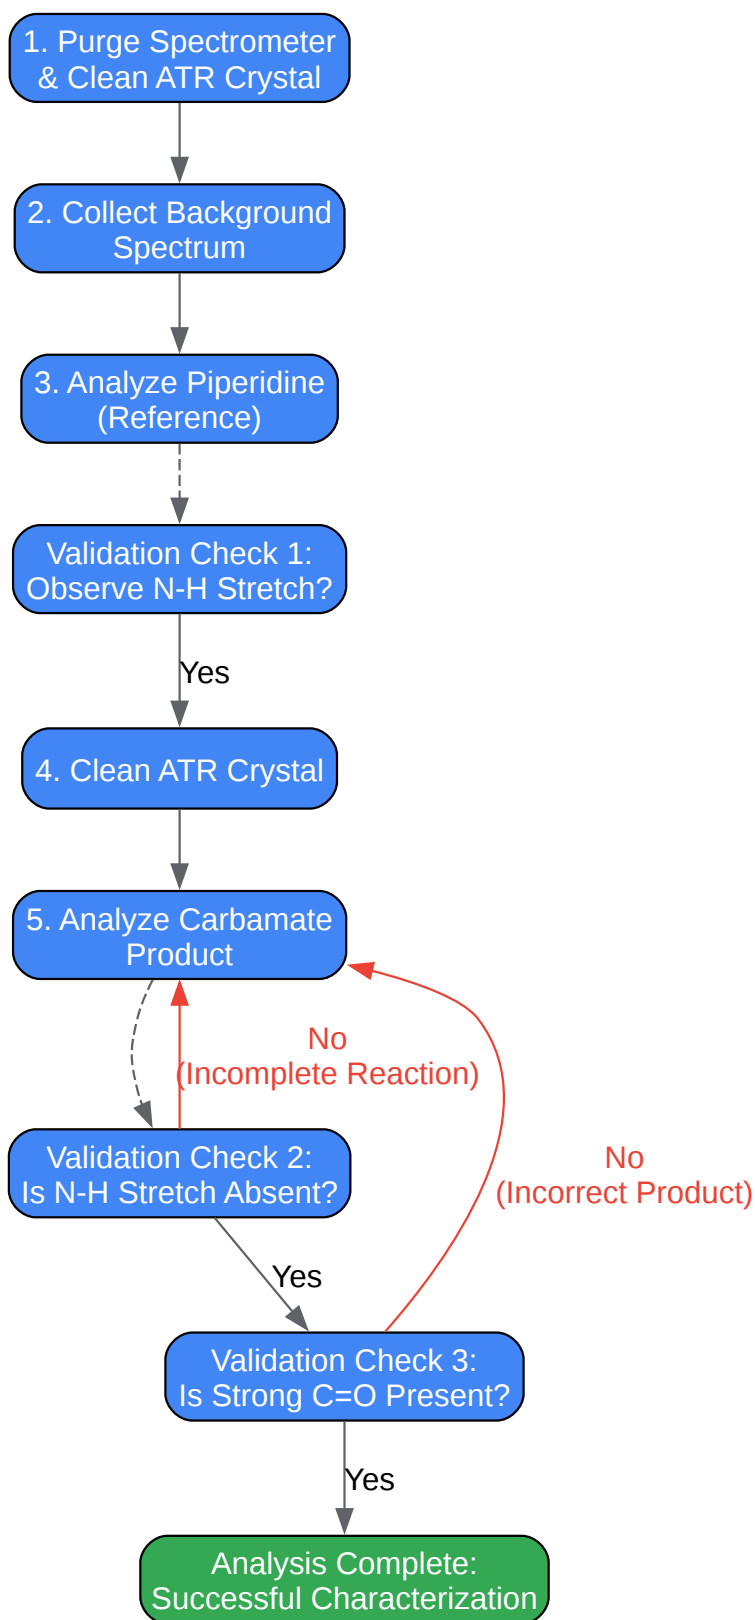 1. Purge Spectrometer
& Clean ATR Crystal
2. Collect Background
Spectrum
3. Analyze Piperidine
(Reference)
Validation Check 1:
Observe N-H Stretch?
Yes
4. Clean ATR Crystal
5. Analyze Carbamate
Product
No
(Incomplete Reaction)
Validation Check 2:
Is N-H Stretch Absent?
No
(Incorrect Product)
Yes
Validation Check 3:
Is Strong C=O Present?
Yes
Analysis Complete:
Successful Characterization